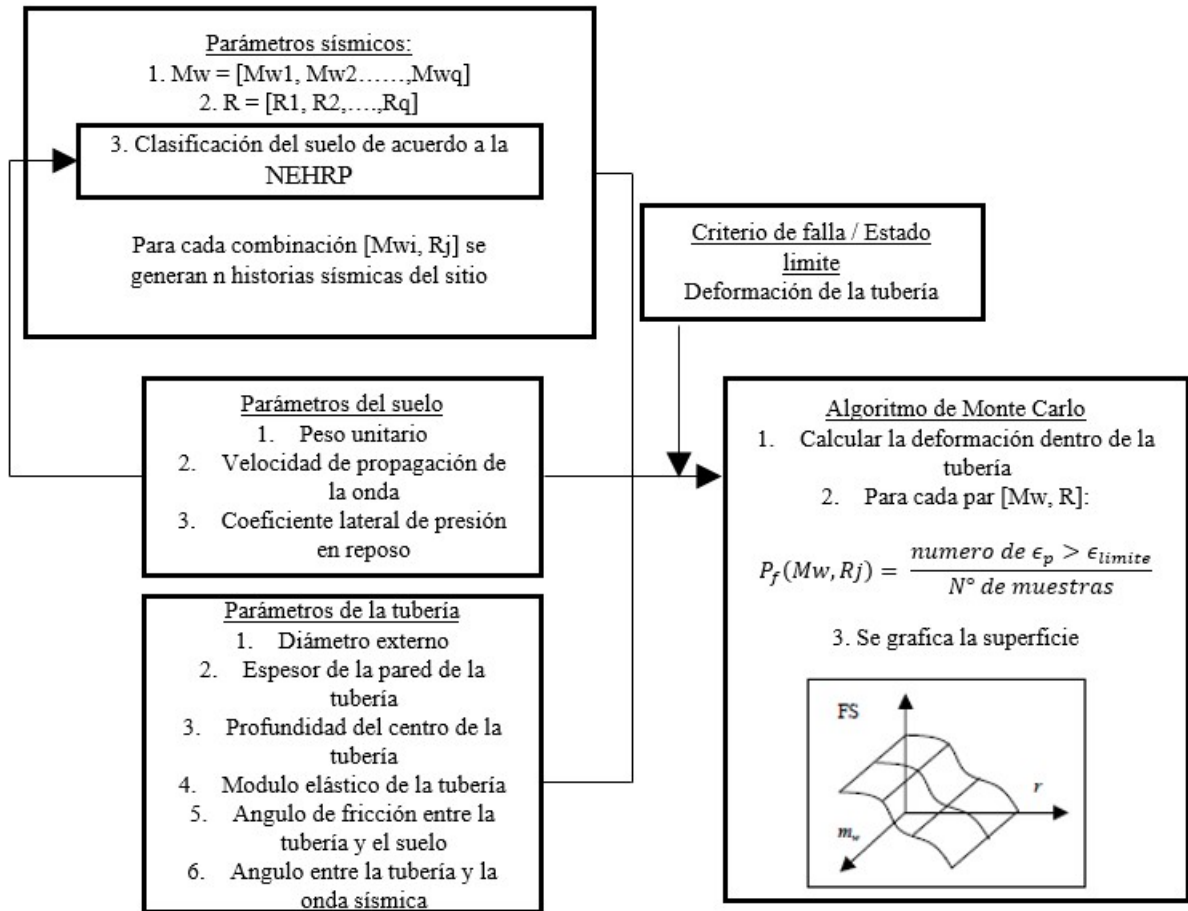 Parámetros sísmicos:
1. Mw = [Mw1, Mw2……,Mwq]
2. R = [R1, R2,….,Rq]
3. Clasificación del suelo de acuerdo a la
NEHRP
Para cada combinación [Mwi, Rj] se
generan n historias sísmicas del sitio
Criterio de falla / Estado
limite
Deformación de la tubería
Parámetros del suelo
1. Peso unitario
2. Velocidad de propagación de
la onda
3. Coeficiente lateral de presión
en reposo
Parámetros de la tubería
1. Diámetro externo
2. Espesor de la pared de la
tubería
3. Profundidad del centro de la
tubería
4. Modulo elástico de la tubería
5. Angulo de fricción entre la
tubería y el suelo
6. Angulo entre la tubería y la
onda sísmica
Algoritmo de Monte Carlo
1. Calcular la deformación dentro de la
tubería
2. Para cada par [Mw, R]:
P_f(Mw, Rj) = numero de ϵ_p > ϵ_limite / N° de muestras
3. Se grafica la superficie
FS
r
m_w